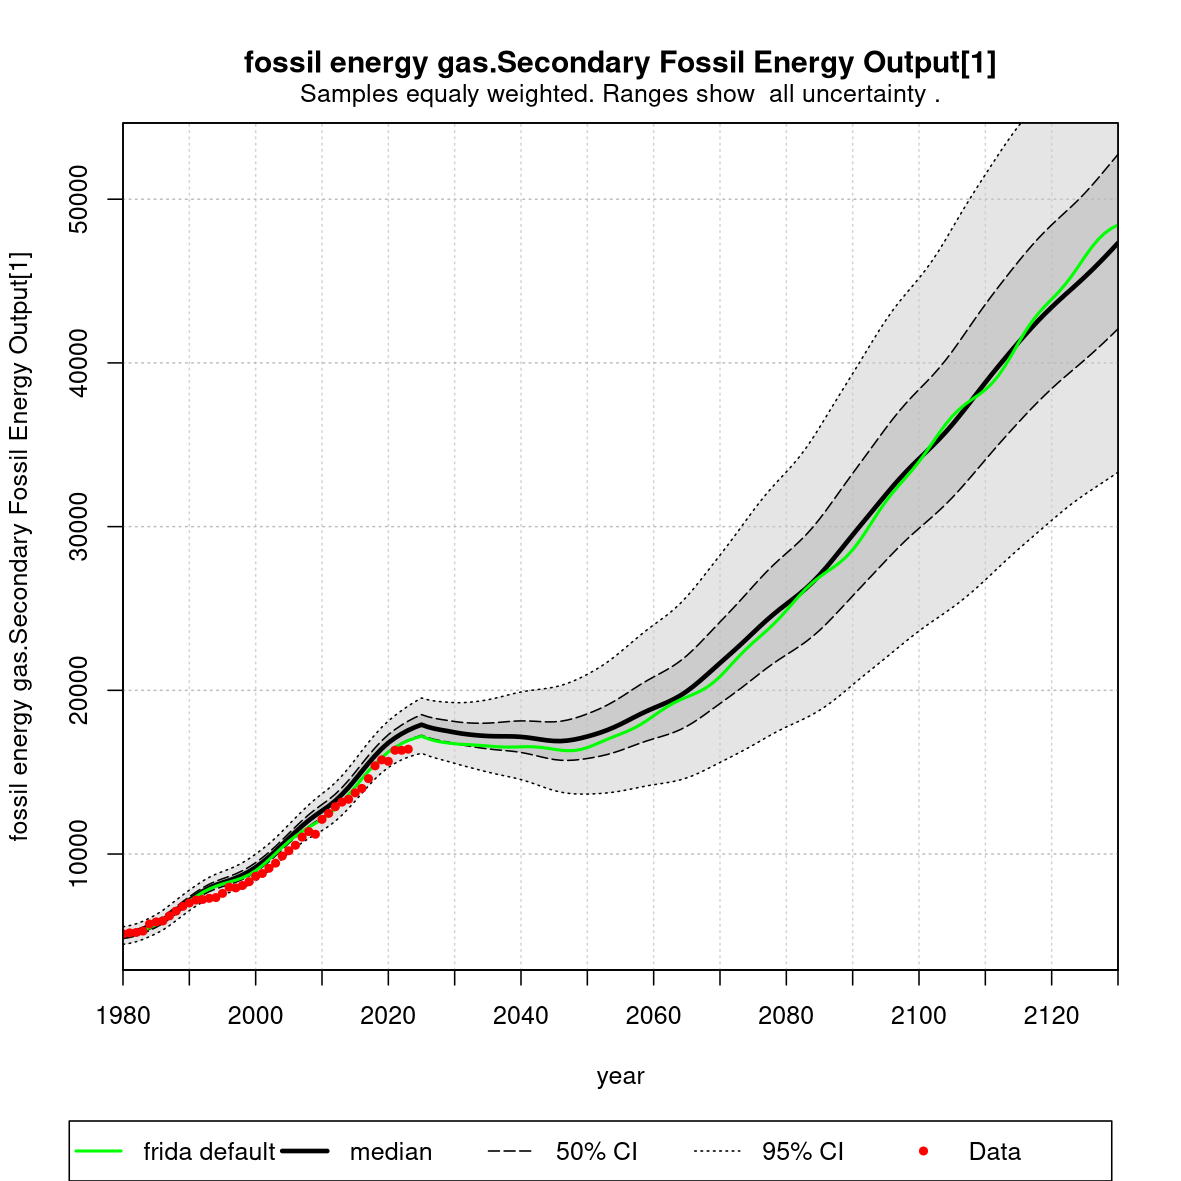 fossil energy gas.Secondary Fossil Energy Output[1]
Samples equaly weighted. Ranges show  all uncertainty .
fossil energy gas.Secondary Fossil Energy Output[1]
50000
40000
30000
20000
10000
1980 2000 2020 2040 2060 2080 2100 2120
year
frida default median 50% CI 95% CI Data